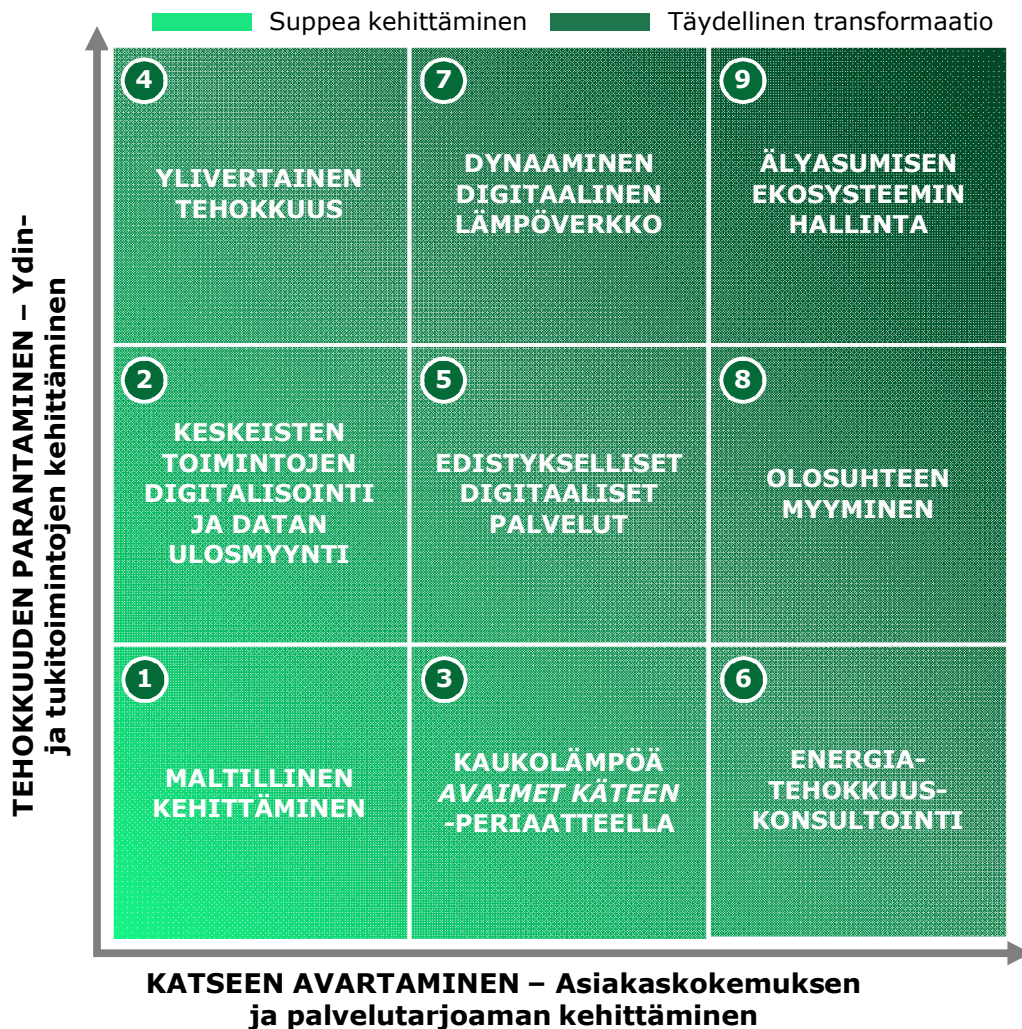 Suppea kehittäminen
Täydellinen transformaatio
TEHOKKUUDEN PARANTAMINEN – Ydin-
ja tukitoimintojen kehittäminen
4
YLIVERTAINEN
TEHOKKUUS
7
DYNAAMINEN
DIGITAALINEN
LÄMPÖVERKKO
9
ÄLYASUMISEN
EKOSYSTEEMIN
HALLINTA
2
KESKEISTEN
TOIMINTOJEN
DIGITALISOINTI
JA DATAN
ULOSMYYNTI
5
EDISTYKSELLISET
DIGITAALISET
PALVELUT
8
OLOSUHTEEN
MYYMINEN
1
MALTILLINEN
KEHITTÄMINEN
3
KAUKOLÄMPÖÄ
AVAIMET KÄTEEN
-PERIAATTEELLA
6
ENERGIA-
TEHOKKUUS-
KONSULTOINTI
KATSEEN AVARTAMINEN – Asiakaskokemuksen
ja palvelutarjoaman kehittäminen